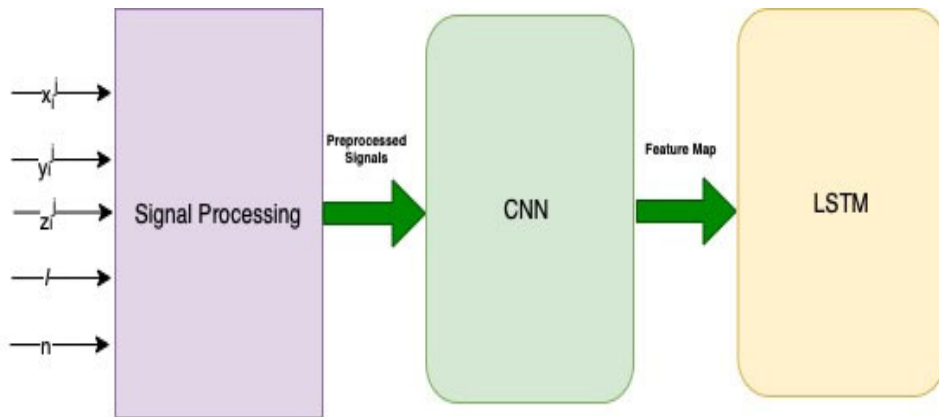 x_i^j
y_i^j
z_i^j
l
n
Signal Processing
Preprocessed
Signals
CNN
Feature Map
LSTM